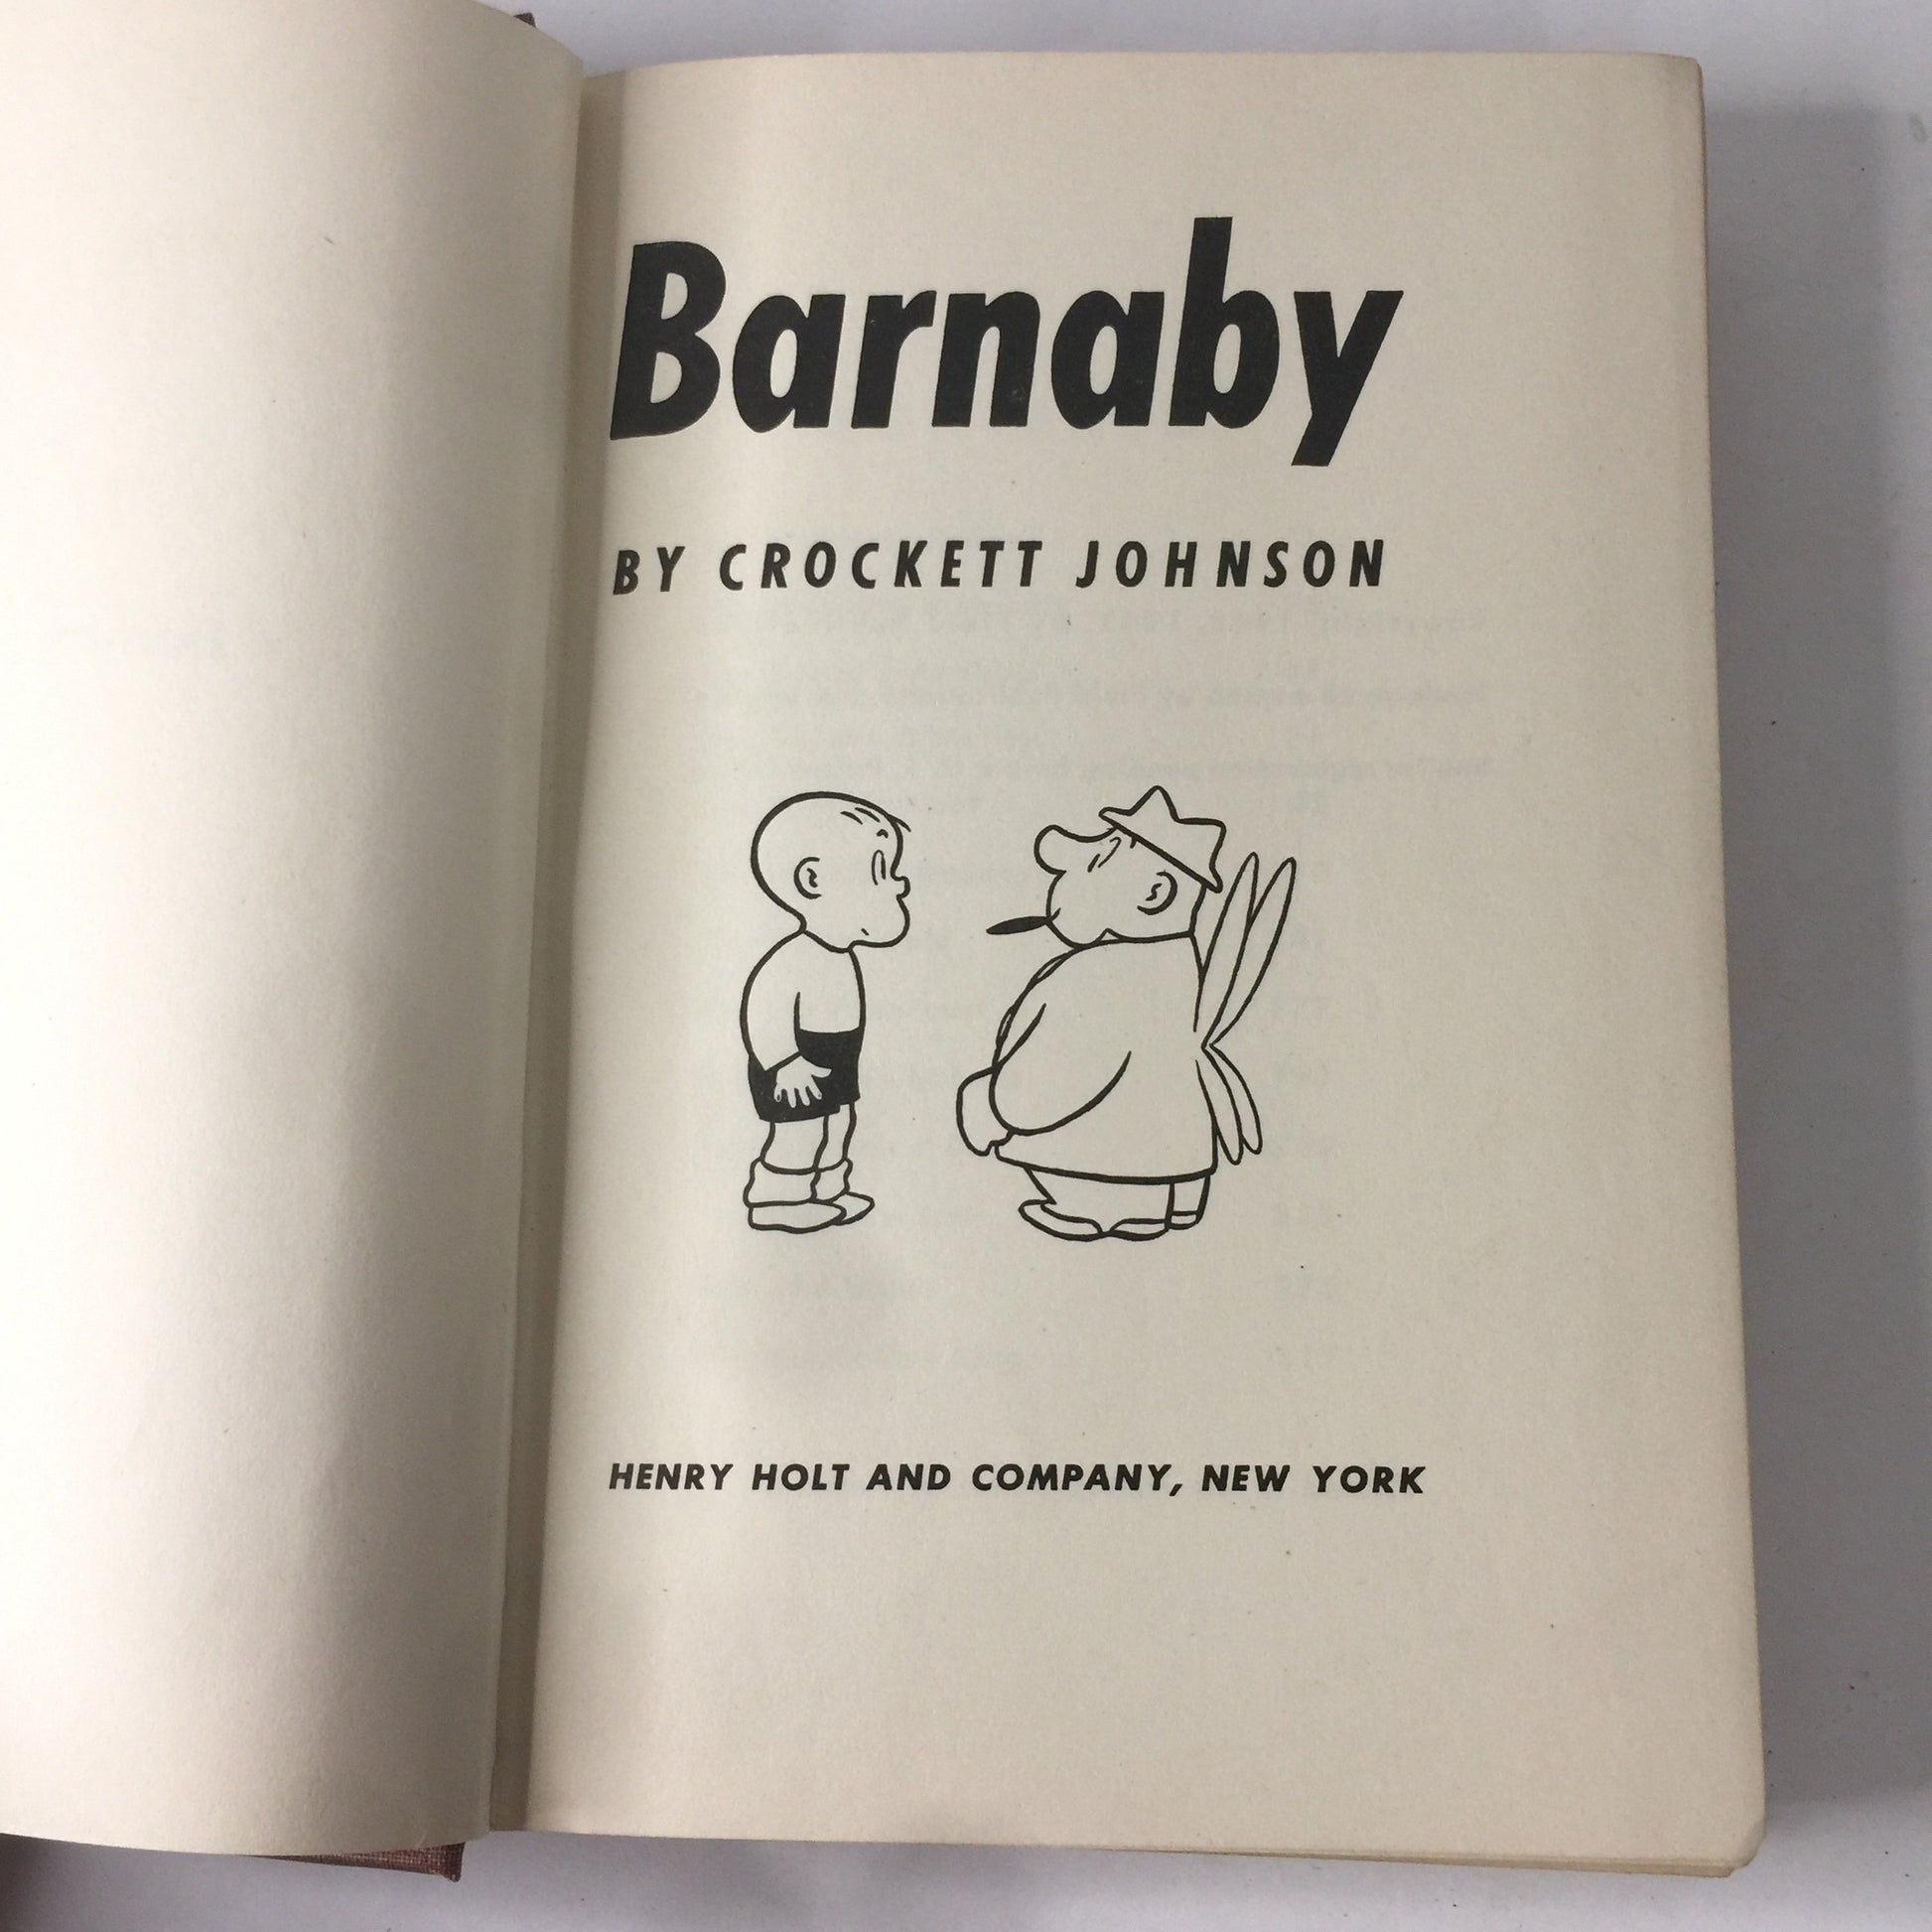 Barnaby
BY CROCKETT JOHNSON
HENRY HOLT AND COMPANY, NEW YORK